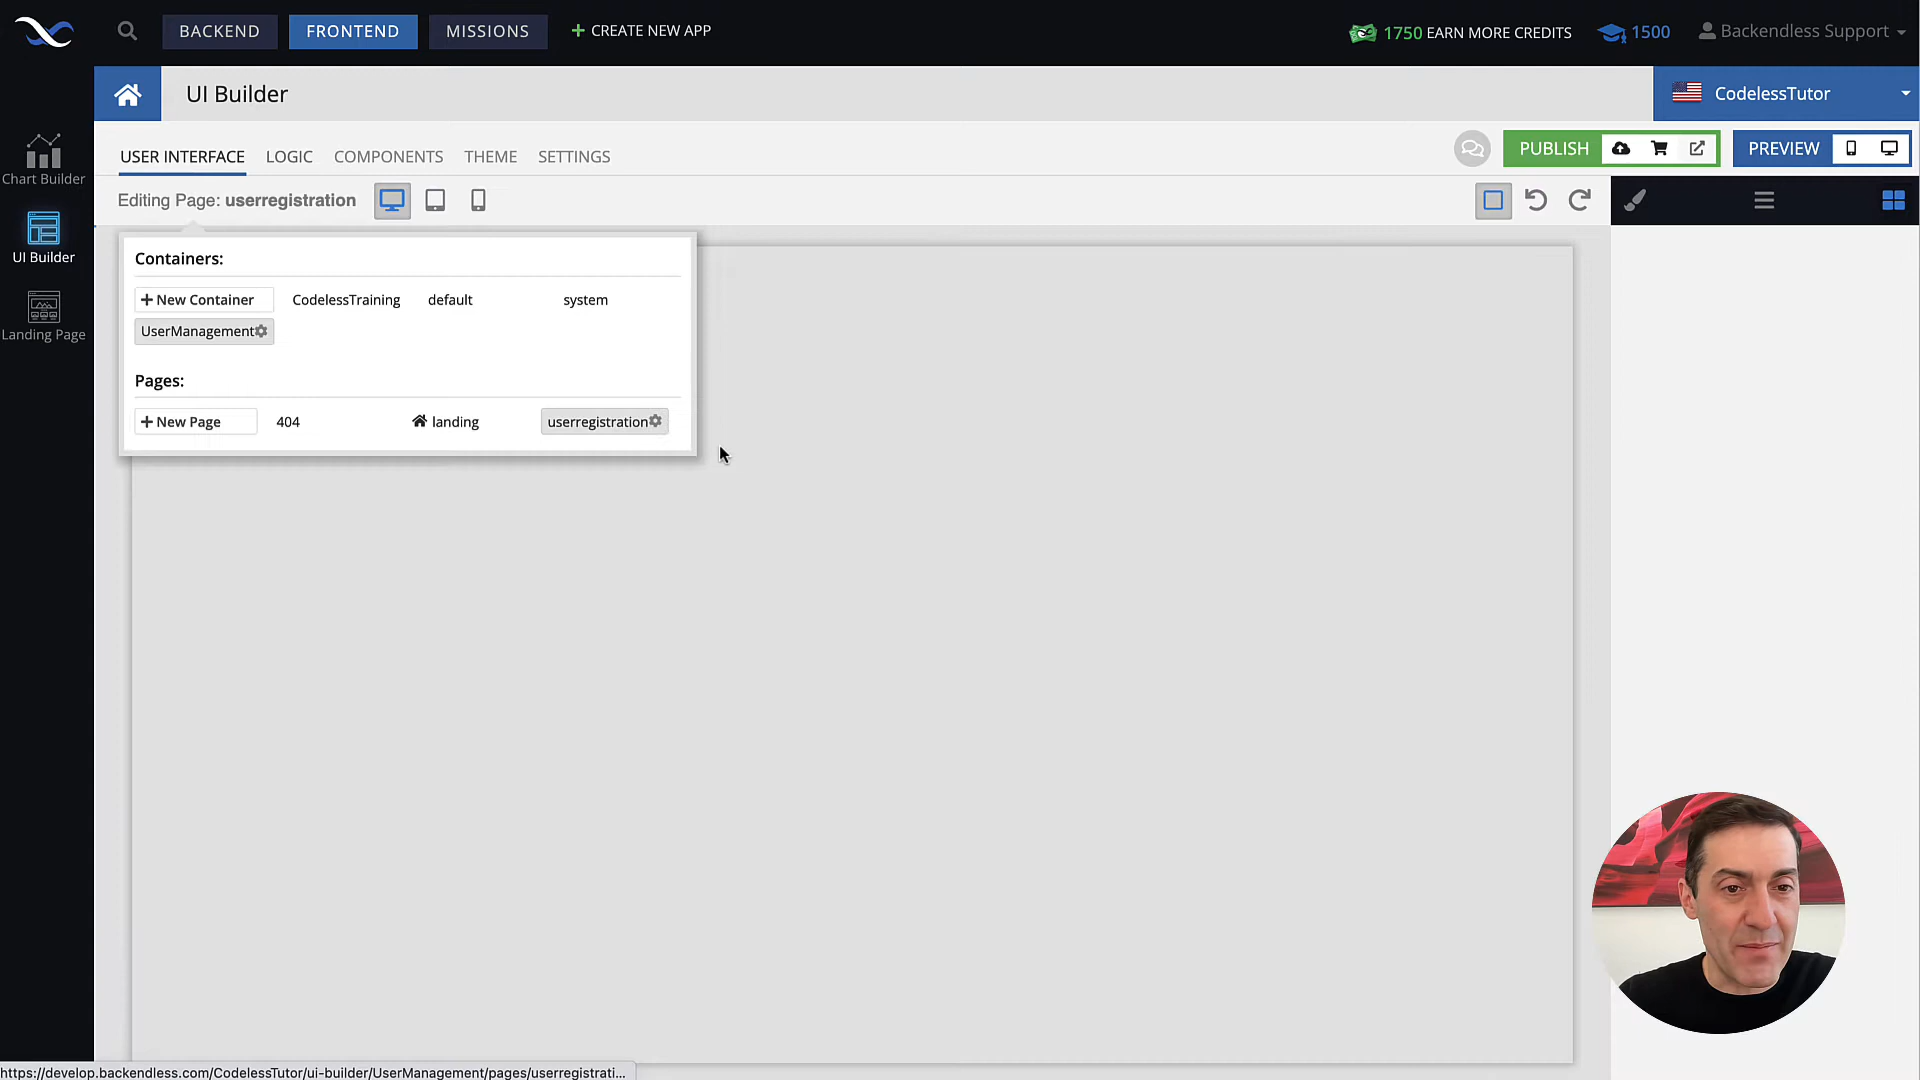 BACKEND FRONTEND MISSIONS + CREATE NEW APP 1750 EARN MORE CREDITS 1500 Backendless Support
UI Builder CodelessTutor
USER INTERFACE LOGIC COMPONENTS THEME SETTINGS PUBLISH PREVIEW
Editing Page: userregistration
Chart Builder
UI Builder
Landing Page
Containers:
+ New Container CodelessTraining default system
UserManagement
Pages:
+ New Page 404 landing userregistration
https://develop.backendless.com/CodelessTutor/ui-builder/UserManagement/pages/userregistrati...